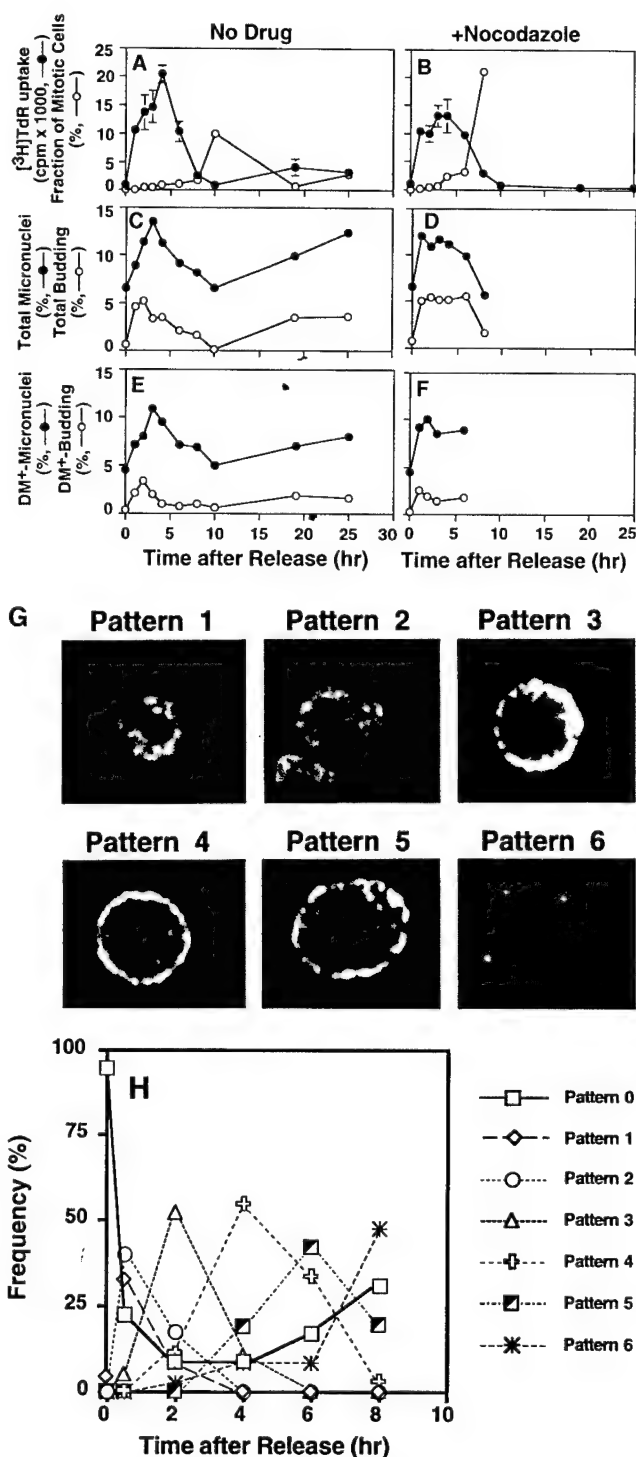 No Drug
+Nocodazole
[³H]TdR uptake
(cpm x 1000, —●—)
Fraction of Mitotic Cells
(%, —○—)
25
20
15
10
5
0
A
B
Total Micronuclei
(%, —●—)
Total Budding
(%, —○—)
15
10
5
0
C
D
DM+-Micronuclei
(%, —●—)
DM+-Budding
(%, —○—)
15
10
5
0
E
F
0 5 10 15 20 25 30
0 5 10 15 20 25
Time after Release (hr)
Time after Release (hr)
G
Pattern 1
Pattern 2
Pattern 3
Pattern 4
Pattern 5
Pattern 6
H
Frequency (%)
100
75
50
25
0
0 2 4 6 8 10
Time after Release (hr)
Pattern 0
Pattern 1
Pattern 2
Pattern 3
Pattern 4
Pattern 5
Pattern 6